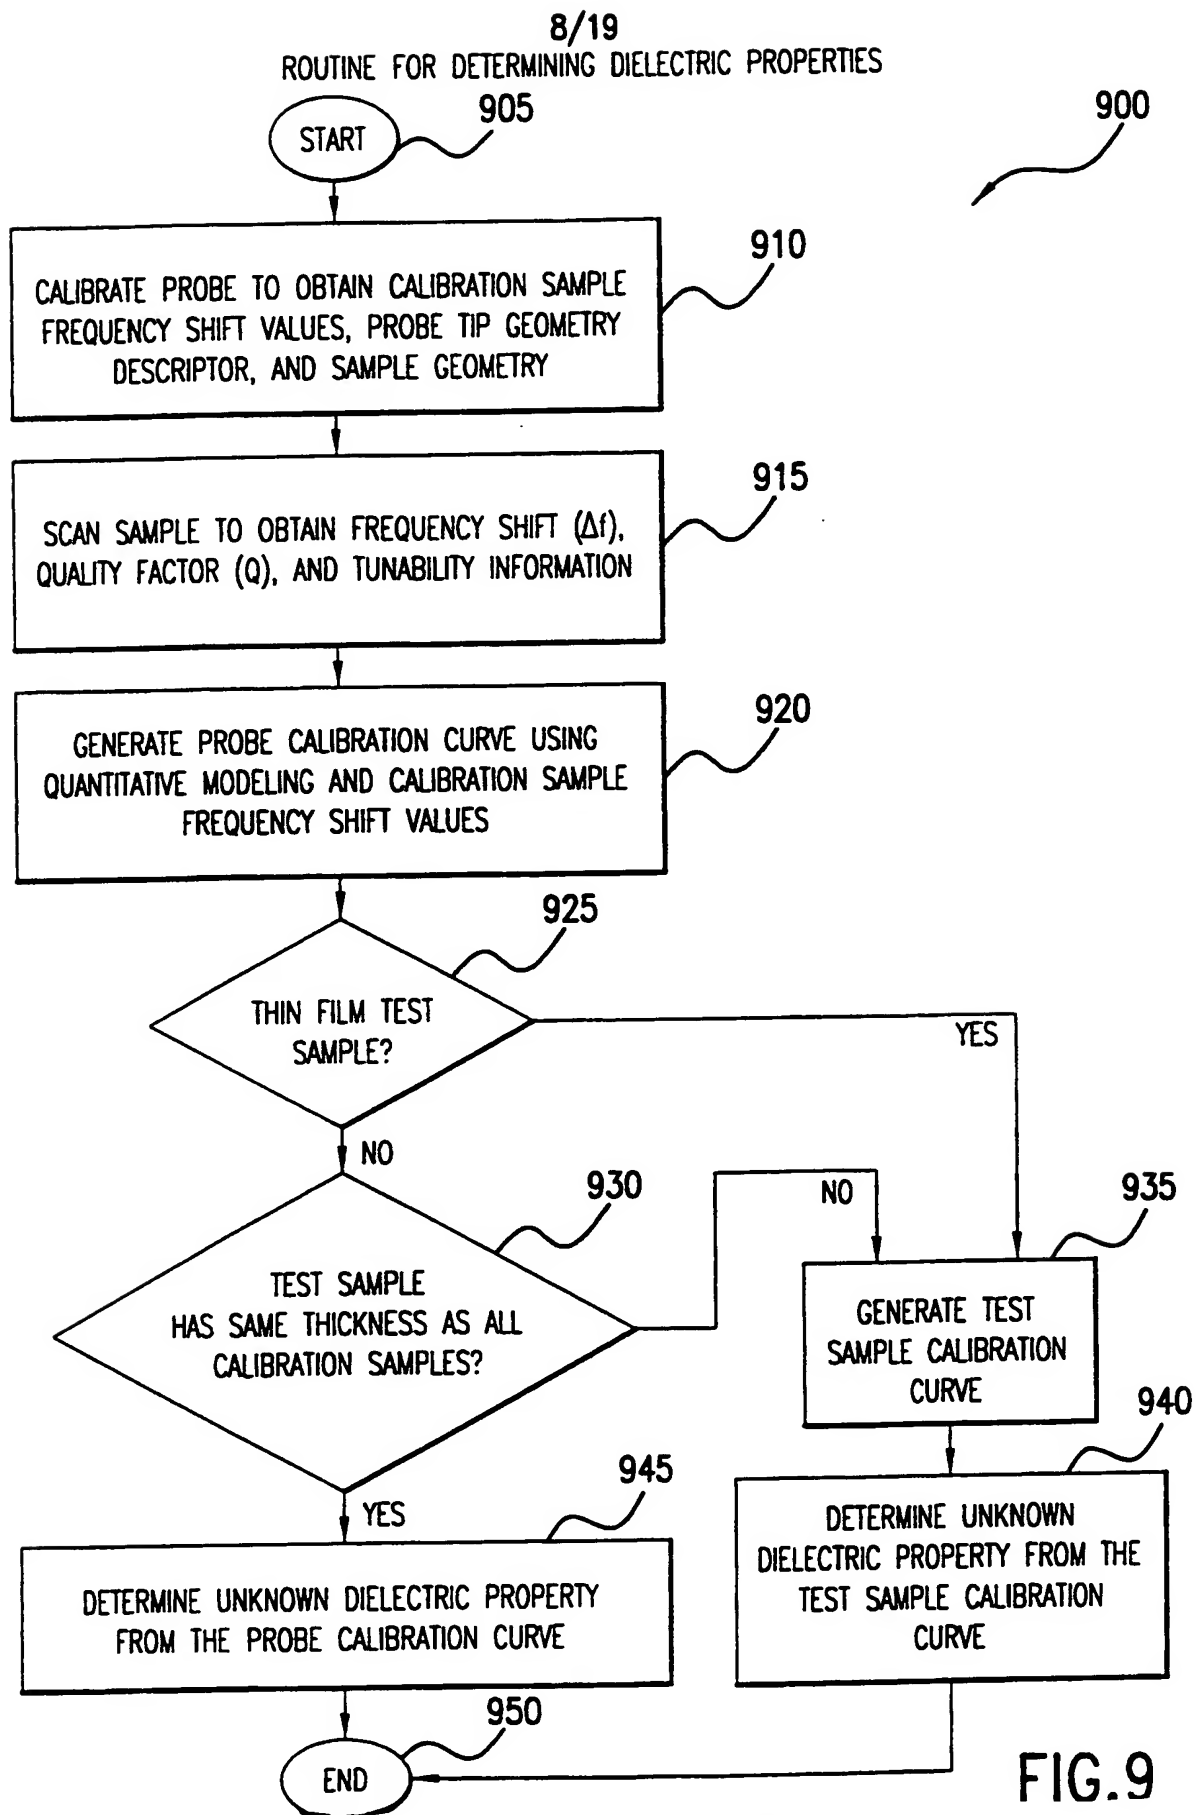 8/19
ROUTINE FOR DETERMINING DIELECTRIC PROPERTIES
START
905
900
CALIBRATE PROBE TO OBTAIN CALIBRATION SAMPLE
FREQUENCY SHIFT VALUES, PROBE TIP GEOMETRY
DESCRIPTOR, AND SAMPLE GEOMETRY
910
SCAN SAMPLE TO OBTAIN FREQUENCY SHIFT (Δf),
QUALITY FACTOR (Q), AND TUNABILITY INFORMATION
915
GENERATE PROBE CALIBRATION CURVE USING
QUANTITATIVE MODELING AND CALIBRATION SAMPLE
FREQUENCY SHIFT VALUES
920
THIN FILM TEST
SAMPLE?
925
YES
NO
TEST SAMPLE
HAS SAME THICKNESS AS ALL
CALIBRATION SAMPLES?
930
NO
YES
GENERATE TEST
SAMPLE CALIBRATION
CURVE
935
DETERMINE UNKNOWN
DIELECTRIC PROPERTY FROM THE
TEST SAMPLE CALIBRATION
CURVE
940
DETERMINE UNKNOWN DIELECTRIC PROPERTY
FROM THE PROBE CALIBRATION CURVE
945
END
950
FIG.9